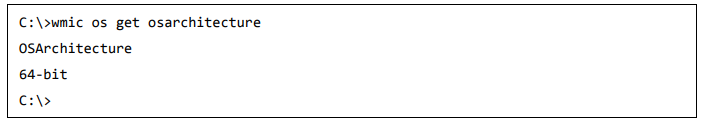 C:\>wmic os get osarchitecture
OSArchitecture
64-bit
C:\>